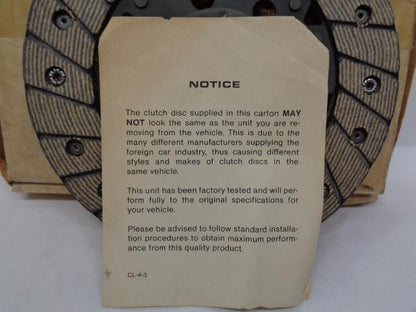 NOTICE
The clutch disc supplied in this carton MAY
NOT look the same as the unit you are re-
moving from the vehicle. This is due to the
many different manufacturers supplying the
foreign car industry, thus causing different
styles and makes of clutch discs in the
same vehicle.
This unit has been factory tested and will per-
form fully to the original specifications for
your vehicle.
Please be advised to follow standard installa-
tion procedures to obtain maximum perform-
ance from this quality product.
CL-4-3